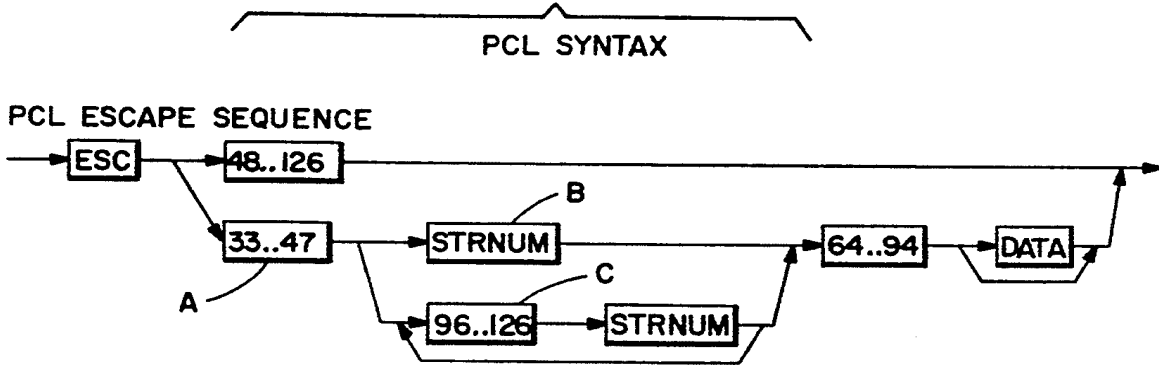 PCL SYNTAX
PCL ESCAPE SEQUENCE
ESC
48..126
B
33..47
STRNUM
64..94
DATA
A
C
96..126
STRNUM